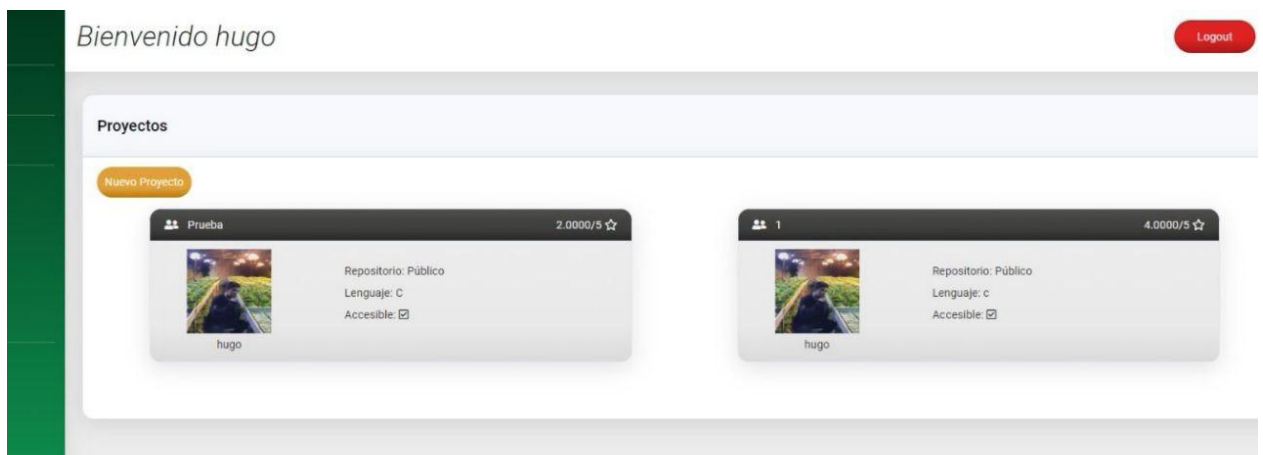 Bienvenido hugo
Logout
Proyectos
Nuevo Proyecto
Prueba 2.0000/5
Repositorio: Público
Lenguaje: C
Accesible:
hugo
1 4.0000/5
Repositorio: Público
Lenguaje: c
Accesible:
hugo